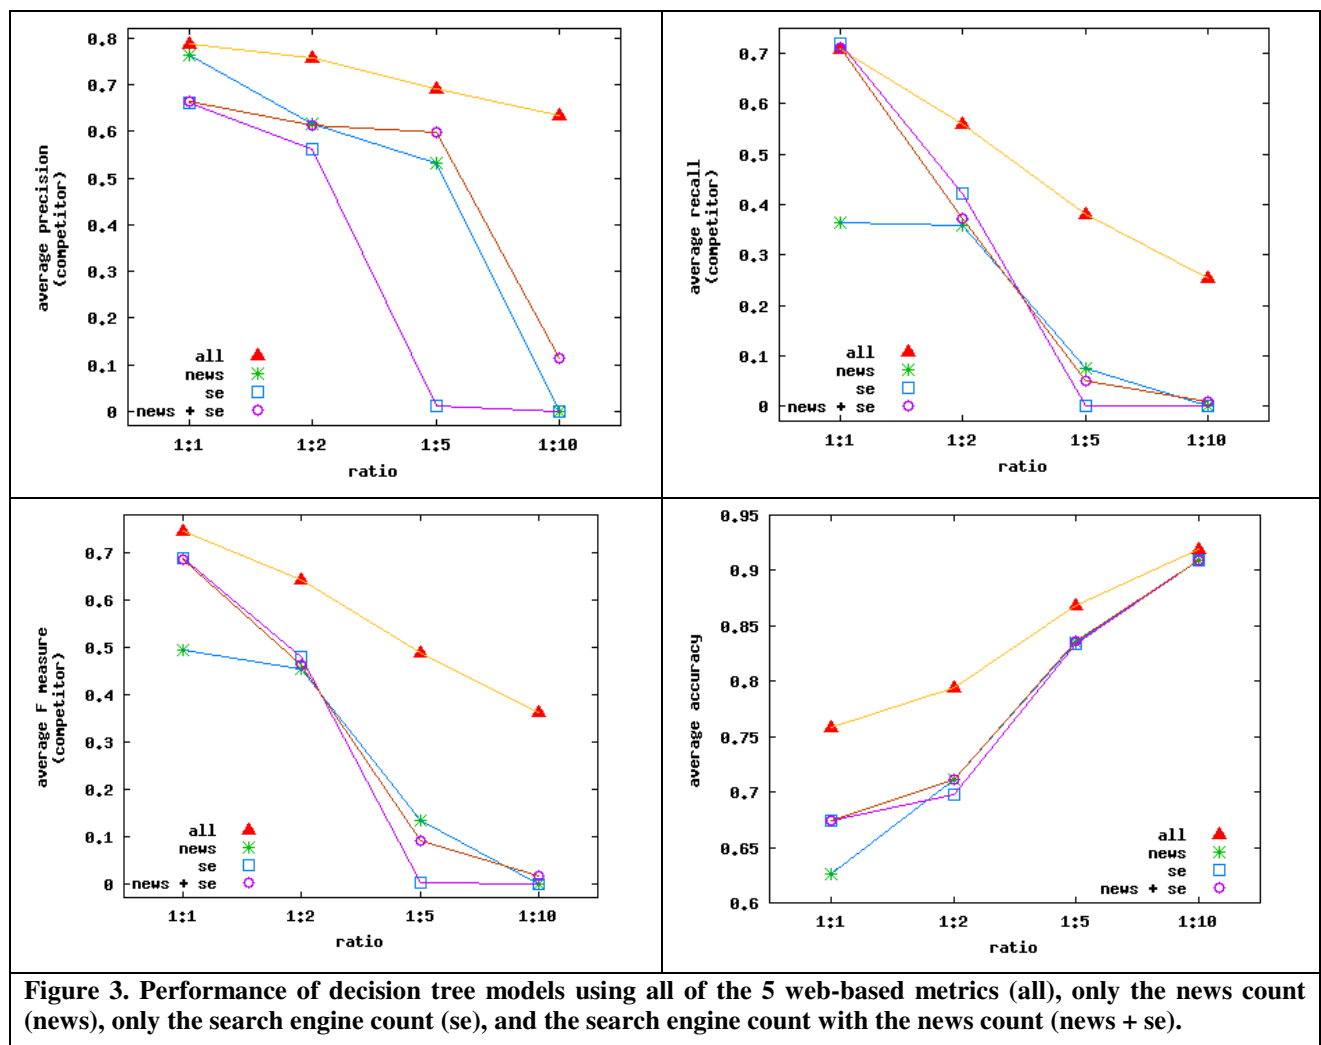 0.8
0.7
0.6
0.5
0.4
0.3
0.2
0.1
0
average precision
(competitor)
all
news
se
news + se
1:1 1:2 1:5 1:10
ratio
0.7
0.6
0.5
0.4
0.3
0.2
0.1
0
average recall
(competitor)
all
news
se
news + se
1:1 1:2 1:5 1:10
ratio
0.7
0.6
0.5
0.4
0.3
0.2
0.1
0
average F measure
(competitor)
all
news
se
news + se
1:1 1:2 1:5 1:10
ratio
0.95
0.9
0.85
0.8
0.75
0.7
0.65
0.6
average accuracy
all
news
se
news + se
1:1 1:2 1:5 1:10
ratio
Figure 3. Performance of decision tree models using all of the 5 web-based metrics (all), only the news count
(news), only the search engine count (se), and the search engine count with the news count (news + se).